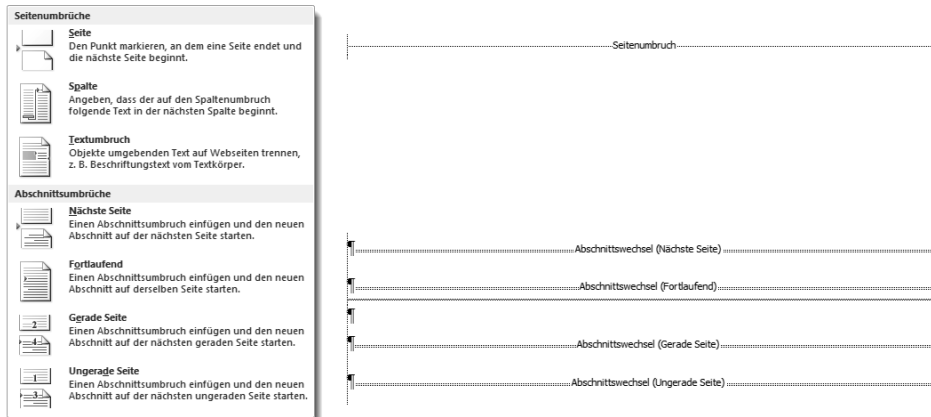 Seitenumbrüche
Seite
Den Punkt markieren, an dem eine Seite endet und
die nächste Seite beginnt.
Spalte
Angeben, dass der auf den Spaltenumbruch
folgende Text in der nächsten Spalte beginnt.
Textumbruch
Objekte umgebenden Text auf Webseiten trennen,
z. B. Beschriftungstext vom Textkörper.
Abschnittsumbrüche
Nächste Seite
Einen Abschnittsumbruch einfügen und den neuen
Abschnitt auf der nächsten Seite starten.
Fortlaufend
Einen Abschnittsumbruch einfügen und den neuen
Abschnitt auf derselben Seite starten.
2
4
Gerade Seite
Einen Abschnittsumbruch einfügen und den neuen
Abschnitt auf der nächsten geraden Seite starten.
1
3
Ungerade Seite
Einen Abschnittsumbruch einfügen und den neuen
Abschnitt auf der nächsten ungeraden Seite starten.
Seitenumbruch
¶ Abschnittswechsel (Nächste Seite)
¶ Abschnittswechsel (Fortlaufend)
¶
¶ Abschnittswechsel (Gerade Seite)
¶ Abschnittswechsel (Ungerade Seite)